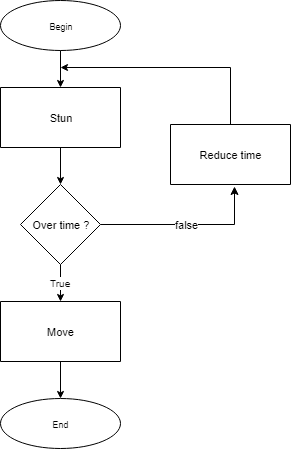 Begin
Stun
Reduce time
Over time ?
false
True
Move
End